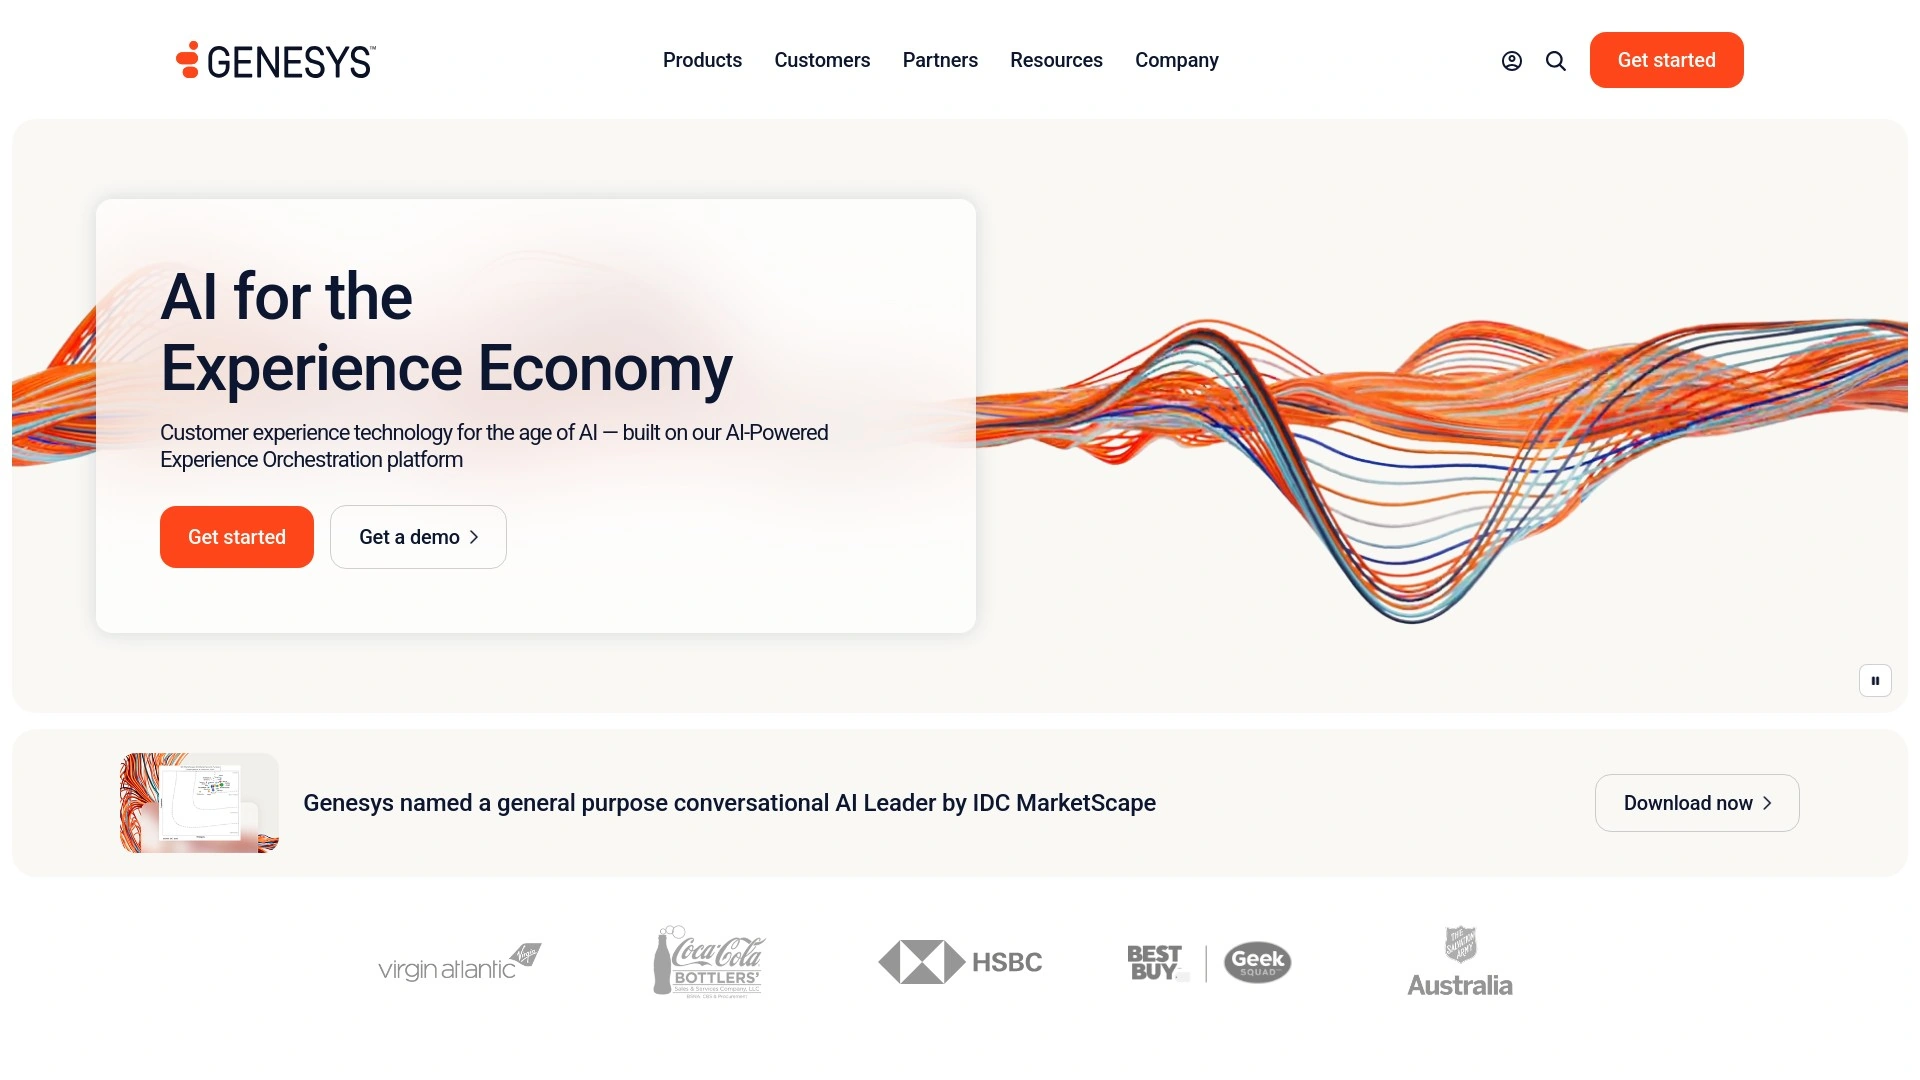 GENESYS™
Products
Customers
Partners
Resources
Company
Get started
AI for the
Experience Economy
Customer experience technology for the age of AI — built on our AI-Powered
Experience Orchestration platform
Get started
Get a demo
Genesys named a general purpose conversational AI Leader by IDC MarketScape
Download now
virgin atlantic
Virgin
Coca-Cola
BOTTLERS'
Sales & Services Company, LLC
HSBC
BEST
BUY
Geek
SQUAD
THE
SALVATION
ARMY
Australia